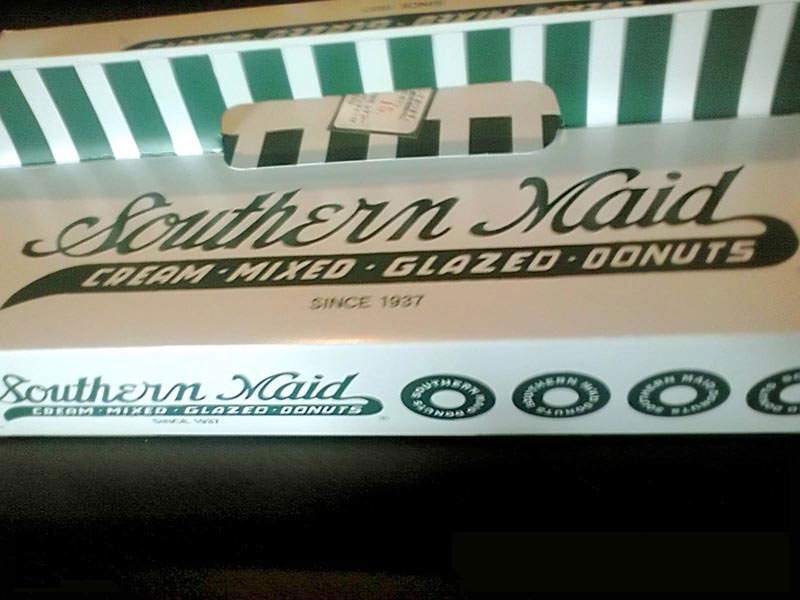 Southern Maid
CREAM · MIXED · GLAZED · DONUTS
SINCE 1937
Southern Maid
CREAM · MIXED · GLAZED · DONUTS
SINCE 1937
SOUTHERN MAID DONUTS
SOUTHERN MAID DONUTS
SOUTHERN MAID DONUTS